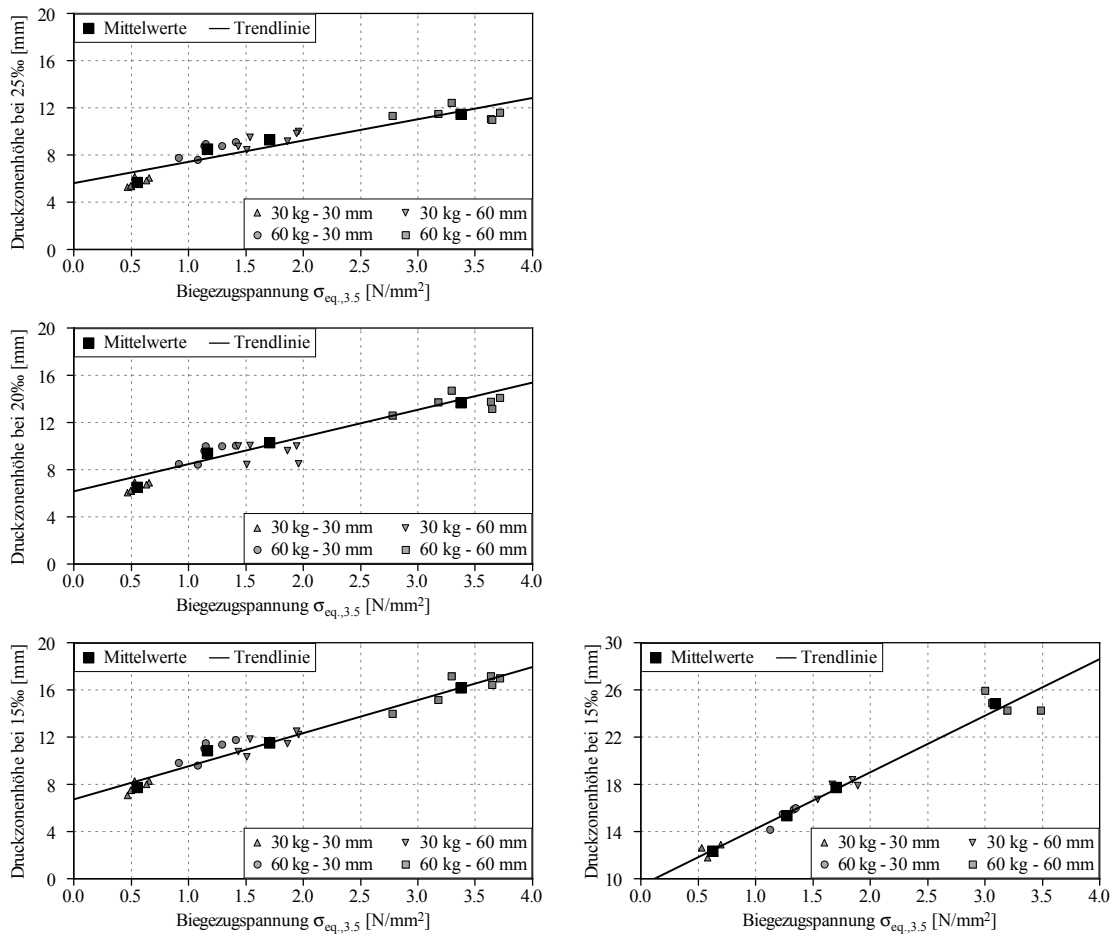 Druckzonenhöhe bei 25‰ [mm]
20
16
12
8
4
0
■ Mittelwerte — Trendlinie
30 kg - 30 mm 30 kg - 60 mm
60 kg - 30 mm 60 kg - 60 mm
0.0 0.5 1.0 1.5 2.0 2.5 3.0 3.5 4.0
Biegezugspannung σeq.,3.5 [N/mm²]
Druckzonenhöhe bei 20‰ [mm]
20
16
12
8
4
0
■ Mittelwerte — Trendlinie
30 kg - 30 mm 30 kg - 60 mm
60 kg - 30 mm 60 kg - 60 mm
0.0 0.5 1.0 1.5 2.0 2.5 3.0 3.5 4.0
Biegezugspannung σeq.,3.5 [N/mm²]
Druckzonenhöhe bei 15‰ [mm]
20
16
12
8
4
0
■ Mittelwerte — Trendlinie
30 kg - 30 mm 30 kg - 60 mm
60 kg - 30 mm 60 kg - 60 mm
0.0 0.5 1.0 1.5 2.0 2.5 3.0 3.5 4.0
Biegezugspannung σeq.,3.5 [N/mm²]
Druckzonenhöhe bei 15‰ [mm]
30
26
22
18
14
10
■ Mittelwerte — Trendlinie
30 kg - 30 mm 30 kg - 60 mm
60 kg - 30 mm 60 kg - 60 mm
0.0 0.5 1.0 1.5 2.0 2.5 3.0 3.5 4.0
Biegezugspannung σeq.,3.5 [N/mm²]